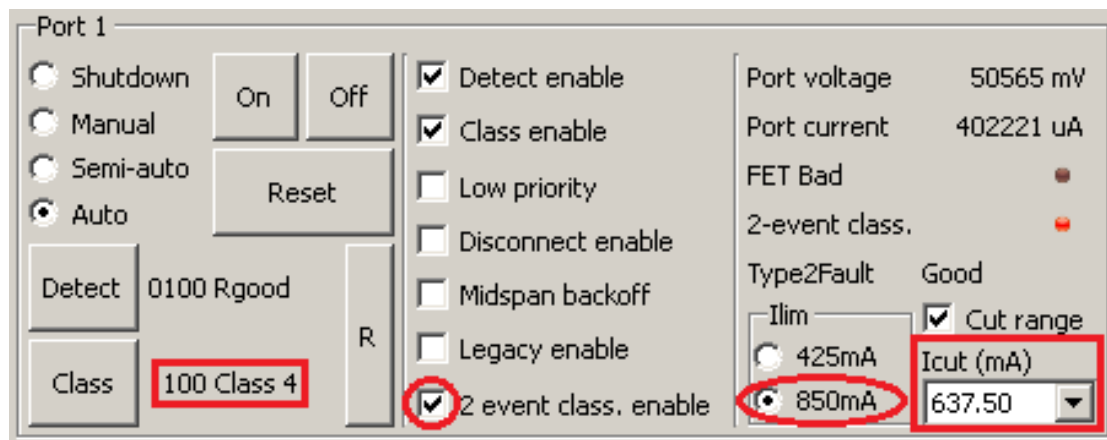 Port 1
Shutdown
Manual
Semi-auto
Auto
On
Off
Reset
Detect
0100 Rgood
Class
100 Class 4
R
Detect enable
Class enable
Low priority
Disconnect enable
Midspan backoff
Legacy enable
2 event class. enable
Port voltage 50565 mV
Port current 402221 uA
FET Bad
2-event class.
Type2Fault Good
Ilim
425mA
850mA
Cut range
Icut (mA)
637.50